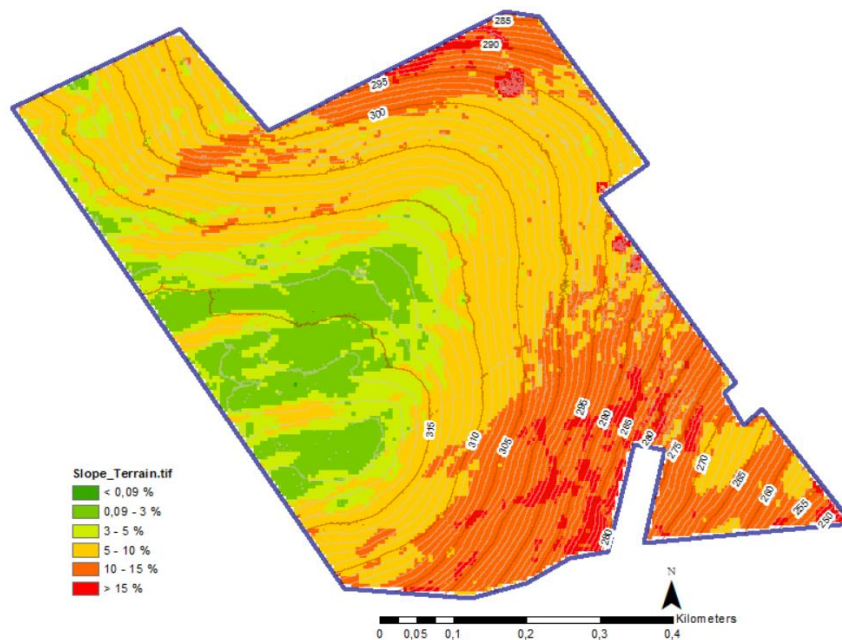 285
290
295
300
295
290
285
280
275
270
265
260
255
250
315
310
305
280
Slope_Terrain.tif
< 0,09 %
0,09 - 3 %
3 - 5 %
5 - 10 %
10 - 15 %
> 15 %
N
Kilometers
0 0,05 0,1 0,2 0,3 0,4